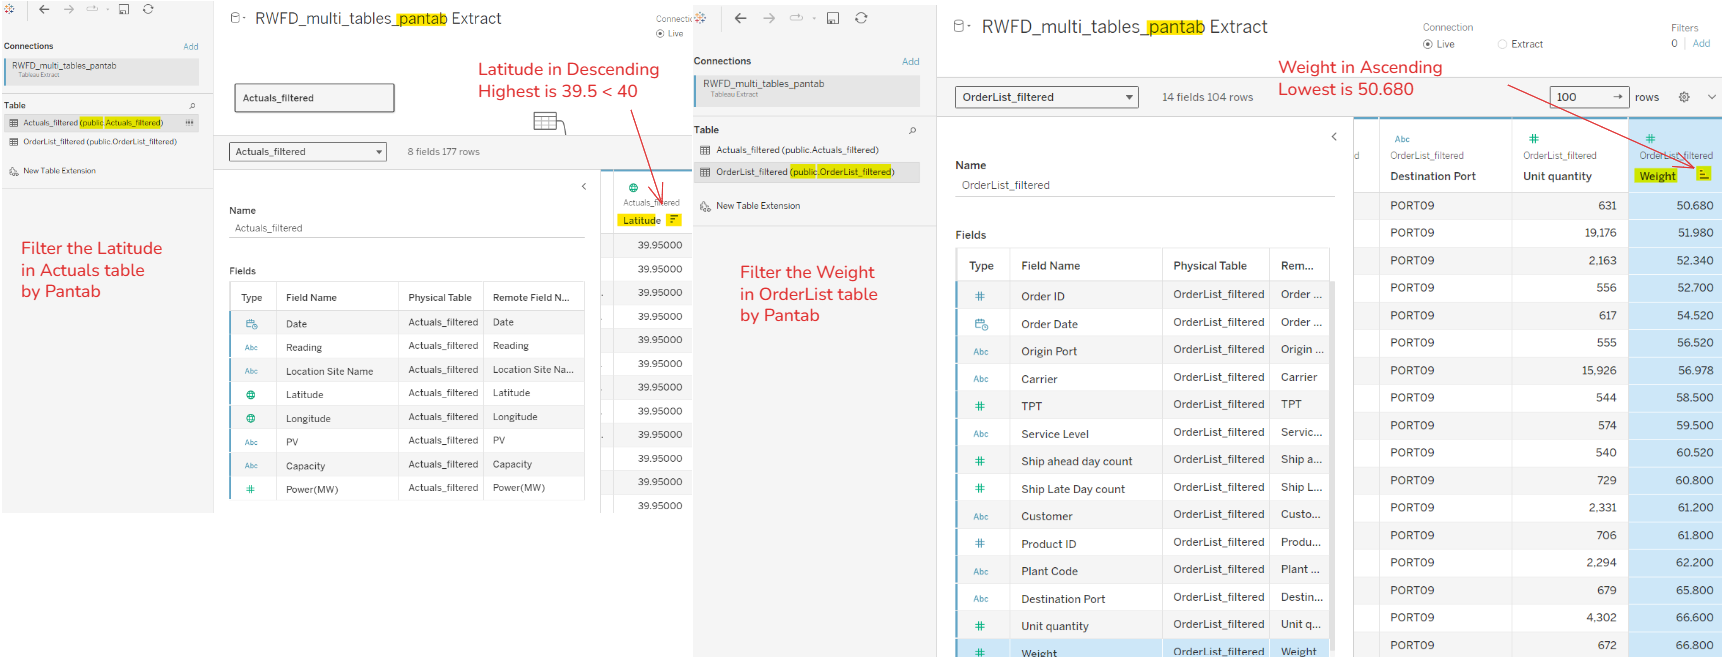 RWFD_multi_tables_pantab Extract
Connectic
Live
Connections
Add
RWFD_multi_tables_pantab
Tableau Extract
Table
Actuals_filtered (public.Actuals_filtered)
OrderList_filtered (public.OrderList_filtered)
New Table Extension
Filter the Latitude
in Actuals table
by Pantab
Actuals_filtered
Latitude in Descending
Highest is 39.5 < 40
Actuals_filtered
8 fields 177 rows
Name
Actuals_filtered
Fields
Type Field Name Physical Table Remote Field N...
Date Actuals_filtered Date
Abc Reading Actuals_filtered Reading
Abc Location Site Name Actuals_filtered Location Site Na...
Latitude Actuals_filtered Latitude
Longitude Actuals_filtered Longitude
Abc PV Actuals_filtered PV
Abc Capacity Actuals_filtered Capacity
# Power(MW) Actuals_filtered Power(MW)
Actuals_filtered
Latitude
39.95000
39.95000
39.95000
39.95000
39.95000
39.95000
39.95000
39.95000
39.95000
39.95000
39.95000
39.95000
Connections
Add
RWFD_multi_tables_pantab
Tableau Extract
Table
Actuals_filtered (public.Actuals_filtered)
OrderList_filtered (public.OrderList_filtered)
New Table Extension
Filter the Weight
in OrderList table
by Pantab
RWFD_multi_tables_pantab Extract
Connection
Live Extract
Filters
0 Add
Weight in Ascending
Lowest is 50.680
OrderList_filtered
14 fields 104 rows
100 → rows
Name
OrderList_filtered
Fields
Type Field Name Physical Table Rem...
# Order ID OrderList_filtered Order ...
Order Date OrderList_filtered Order ...
Abc Origin Port OrderList_filtered Origin ...
Abc Carrier OrderList_filtered Carrier
# TPT OrderList_filtered TPT
Abc Service Level OrderList_filtered Servic...
# Ship ahead day count OrderList_filtered Ship a...
# Ship Late Day count OrderList_filtered Ship L...
Abc Customer OrderList_filtered Custo...
# Product ID OrderList_filtered Produ...
Abc Plant Code OrderList_filtered Plant ...
Abc Destination Port OrderList_filtered Destin...
# Unit quantity OrderList_filtered Unit q...
# Weight OrderList_filtered Weight
Abc # #
d OrderList_filtered OrderList_filtered OrderList_filtered
Destination Port Unit quantity Weight
PORT09 631 50.680
PORT09 19,176 51.980
PORT09 2,163 52.340
PORT09 556 52.700
PORT09 617 54.520
PORT09 555 56.520
PORT09 15,926 56.978
PORT09 544 58.500
PORT09 574 59.500
PORT09 540 60.520
PORT09 729 60.800
PORT09 2,331 61.200
PORT09 706 61.800
PORT09 2,294 62.200
PORT09 679 65.800
PORT09 4,302 66.600
PORT09 672 66.800